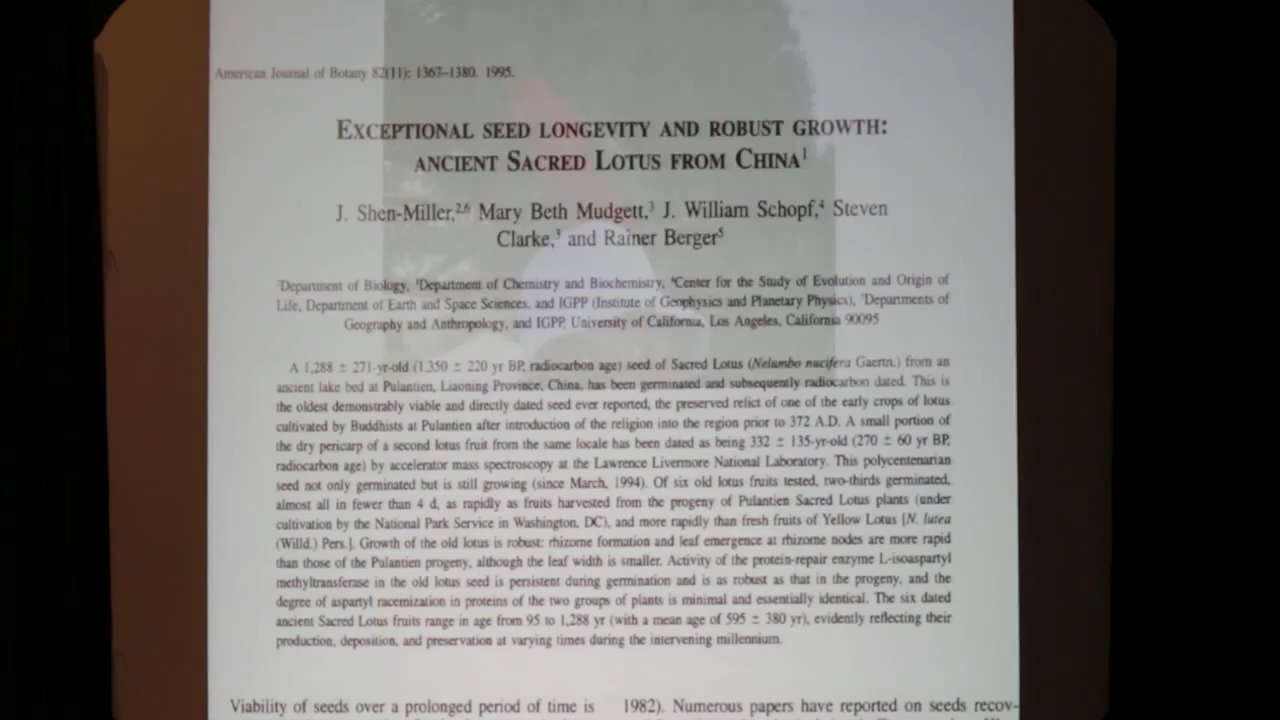 American Journal of Botany 82(11): 1367–1380. 1995.
EXCEPTIONAL SEED LONGEVITY AND ROBUST GROWTH:
ANCIENT SACRED LOTUS FROM CHINA¹
J. Shen-Miller,²,⁶ Mary Beth Mudgett,³ J. William Schopf,⁴ Steven
Clarke,³ and Rainer Berger⁵
²Department of Biology, ³Department of Chemistry and Biochemistry, ⁴Center for the Study of Evolution and Origin of
Life, Department of Earth and Space Sciences, and IGPP (Institute of Geophysics and Planetary Physics), ⁵Departments of
Geography and Anthropology, and IGPP, University of California, Los Angeles, California 90095
A 1,288 ± 271-yr-old (1,350 ± 220 yr BP, radiocarbon age) seed of Sacred Lotus (Nelumbo nucifera Gaertn.) from an
ancient lake bed at Pulantien, Liaoning Province, China, has been germinated and subsequently radiocarbon dated. This is
the oldest demonstrably viable and directly dated seed ever reported, the preserved relict of one of the early crops of lotus
cultivated by Buddhists at Pulantien after introduction of the religion into the region prior to 372 A.D. A small portion of
the dry pericarp of a second lotus fruit from the same locale has been dated as being 332 ± 135-yr-old (270 ± 60 yr BP,
radiocarbon age) by accelerator mass spectroscopy at the Lawrence Livermore National Laboratory. This polycentenarian
seed not only germinated but is still growing (since March, 1994). Of six old lotus fruits tested, two-thirds germinated,
almost all in fewer than 4 d, as rapidly as fruits harvested from the progeny of Pulantien Sacred Lotus plants (under
cultivation by the National Park Service in Washington, DC), and more rapidly than fresh fruits of Yellow Lotus [N. lutea
(Willd.) Pers.]. Growth of the old lotus is robust: rhizome formation and leaf emergence at rhizome nodes are more rapid
than those of the Pulantien progeny, although the leaf width is smaller. Activity of the protein-repair enzyme L-isoaspartyl
methyltransferase in the old lotus seed is persistent during germination and is as robust as that in the progeny, and the
degree of aspartyl racemization in proteins of the two groups of plants is minimal and essentially identical. The six dated
ancient Sacred Lotus fruits range in age from 95 to 1,288 yr (with a mean age of 595 ± 380 yr), evidently reflecting their
production, deposition, and preservation at varying times during the intervening millennium.
Viability of seeds over a prolonged period of time is
1982). Numerous papers have reported on seeds recov-